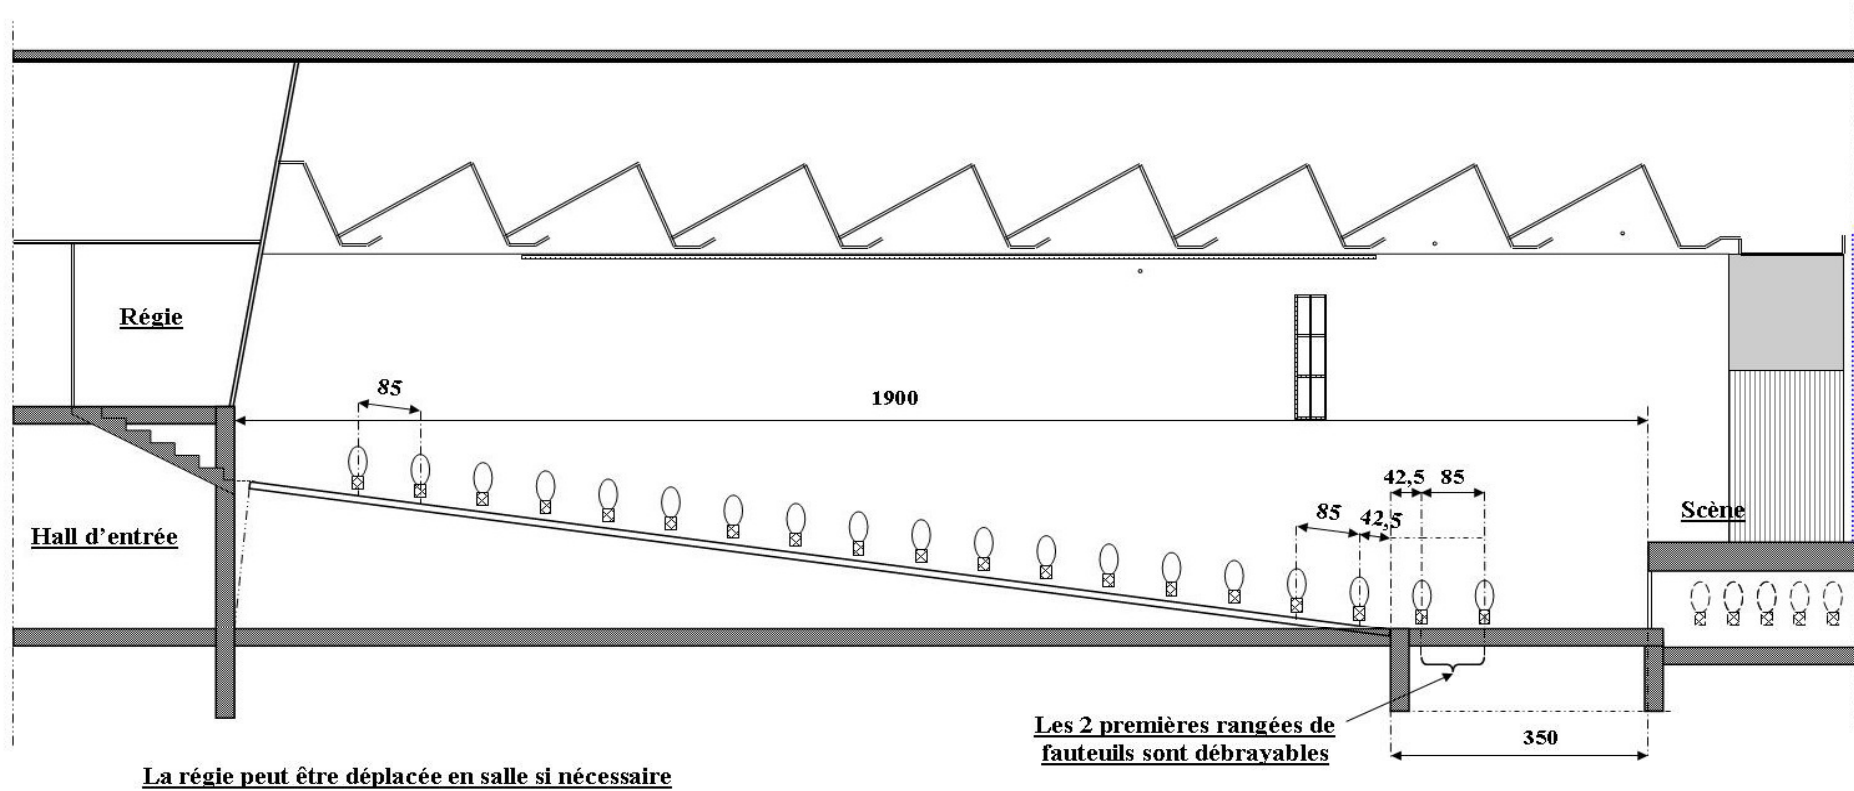 Régie
85
1900
42,5 85
Scène
85
42,5
Hall d’entrée
Les 2 premières rangées de
fauteuils sont débrayables
350
La régie peut être déplacée en salle si nécessaire